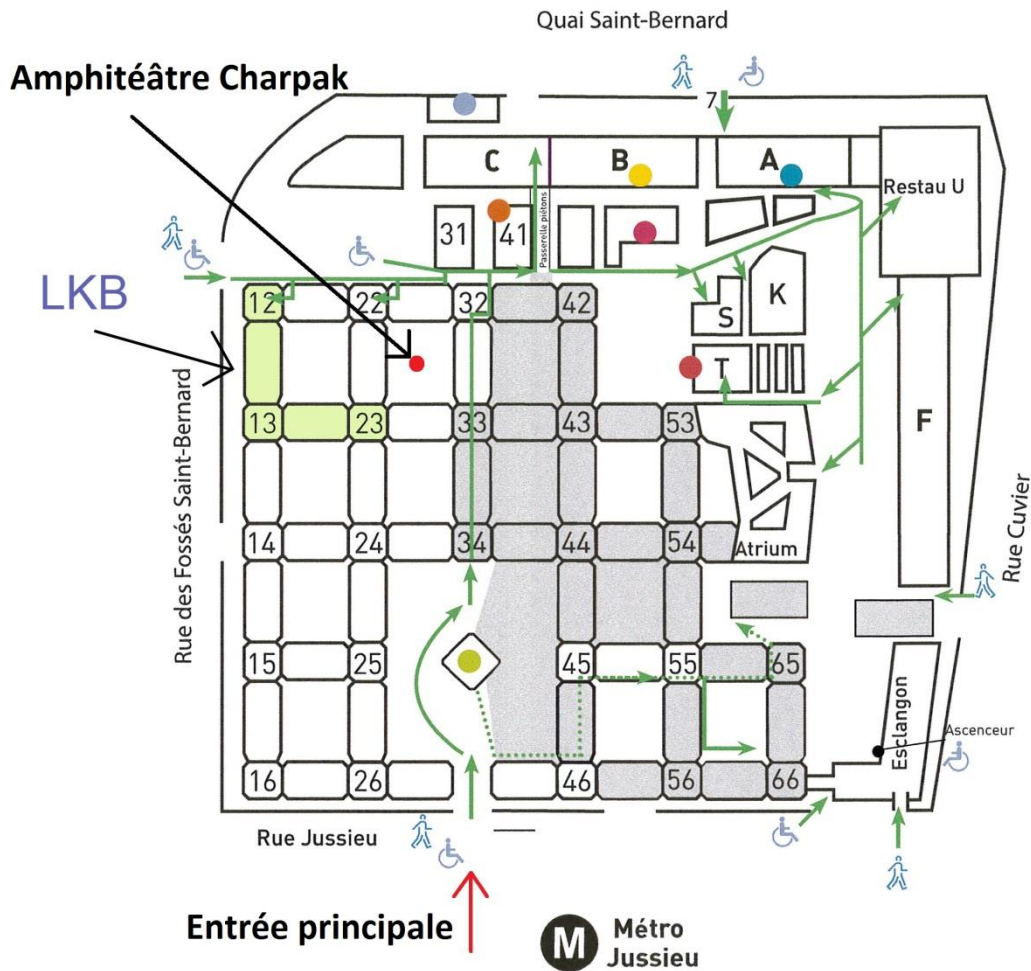 Quai Saint-Bernard
Amphitéâtre Charpak
7
C
B
A
Restau U
31
41
Passerelle piétons
LKB
12
22
32
42
S
K
T
13
23
33
43
53
F
Rue des Fossés Saint-Bernard
14
24
34
44
54
Atrium
Rue Cuvier
15
25
45
55
65
Esclangon
Ascenceur
16
26
46
56
66
Rue Jussieu
Entrée principale
M
Métro
Jussieu